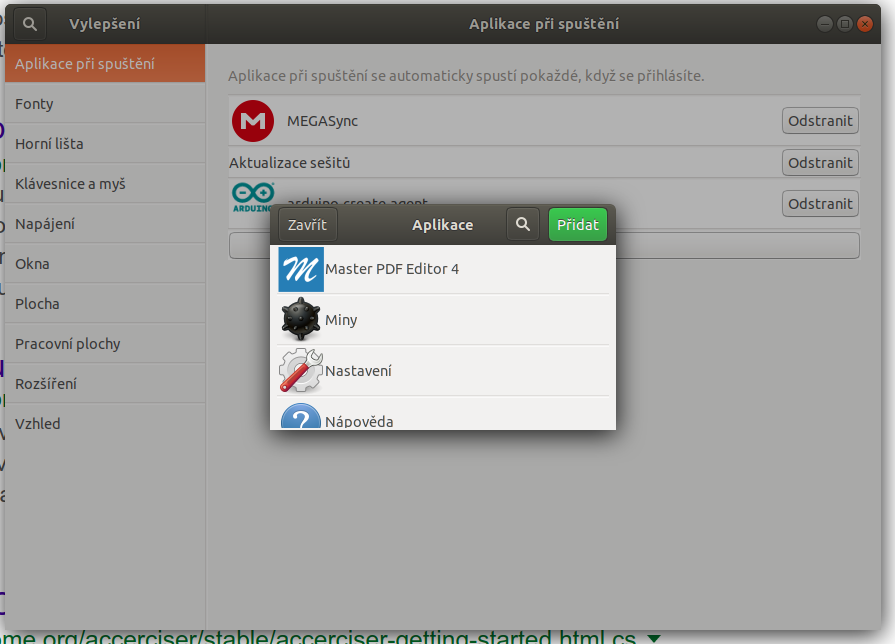 Vylepšení
Aplikace při spuštění
Aplikace při spuštění
Fonty
Horní lišta
Klávesnice a myš
Napájení
Okna
Plocha
Pracovní plochy
Rozšíření
Vzhled
Aplikace při spuštění se automaticky spustí pokaždé, když se přihlásíte.
MEGASync
Odstranit
Aktualizace sešitů
Odstranit
ARDUINO
arduino-create-agent
Odstranit
Zavřít
Aplikace
Přidat
Master PDF Editor 4
Miny
Nastavení
Nápověda
me.org/accerciser/stable/accerciser-getting-started.html.cs